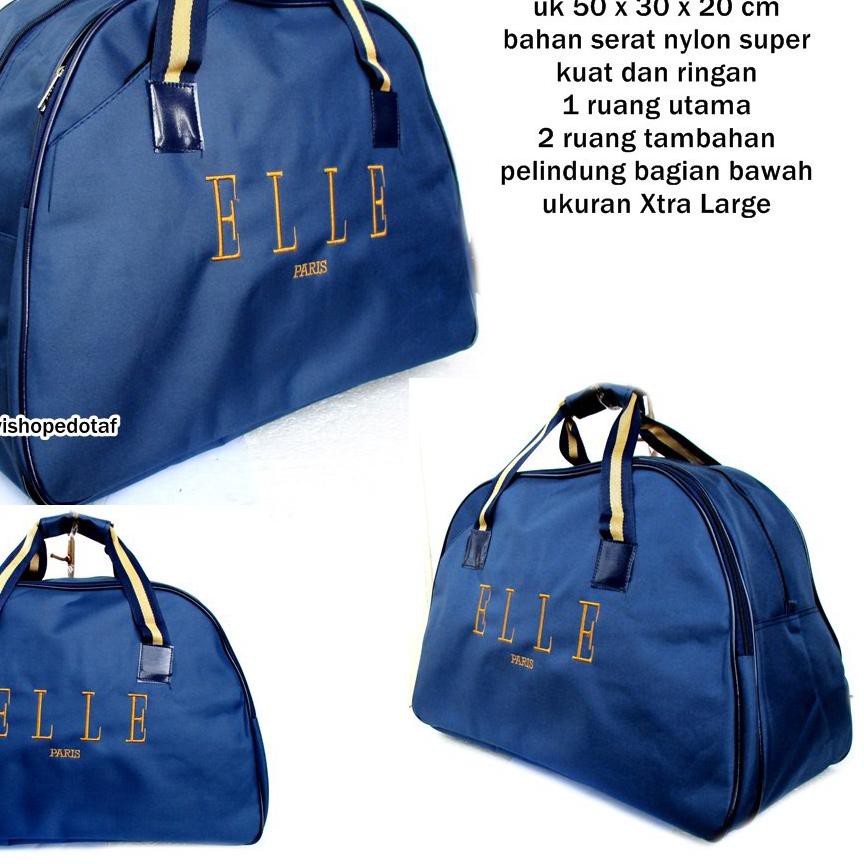 uk 50 x 30 x 20 cm
bahan serat nylon super
kuat dan ringan
1 ruang utama
2 ruang tambahan
pelindung bagian bawah
ukuran Xtra Large
ELLE
PARIS
vishopedotaf
ELLE
PARIS
ELLE
PARIS